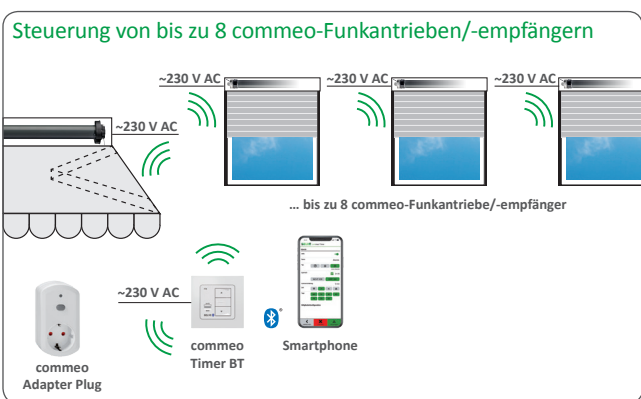 Steuerung von bis zu 8 commeo-Funkantrieben/-empfängern
~230 V AC
~230 V AC
~230 V AC
~230 V AC
... bis zu 8 commeo-Funkantriebe/-empfänger
~230 V AC
commeo
Adapter Plug
commeo
Timer BT
Smartphone